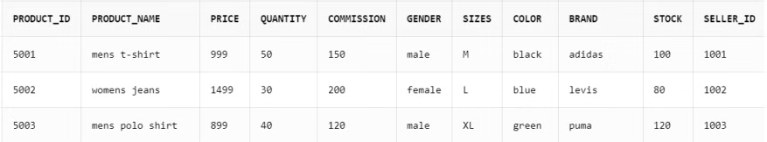 PRODUCT_ID PRODUCT_NAME PRICE QUANTITY COMMISSION GENDER SIZES COLOR BRAND STOCK SELLER_ID
5001 mens t-shirt 999 50 150 male M black adidas 100 1001
5002 womens jeans 1499 30 200 female L blue levis 80 1002
5003 mens polo shirt 899 40 120 male XL green puma 120 1003